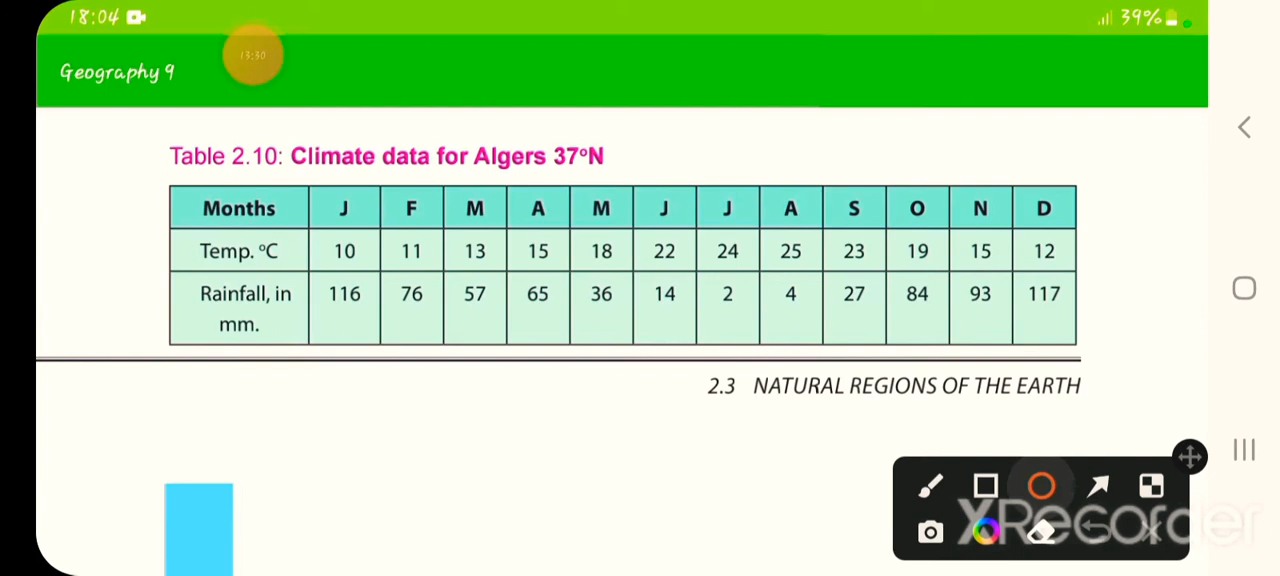 18:04 39%
13:30
Geography 9
Table 2.10: Climate data for Algers 37°N
Months J F M A M J J A S O N D
Temp. °C 10 11 13 15 18 22 24 25 23 19 15 12
Rainfall, in mm. 116 76 57 65 36 14 2 4 27 84 93 117
2.3 NATURAL REGIONS OF THE EARTH
XRecorder